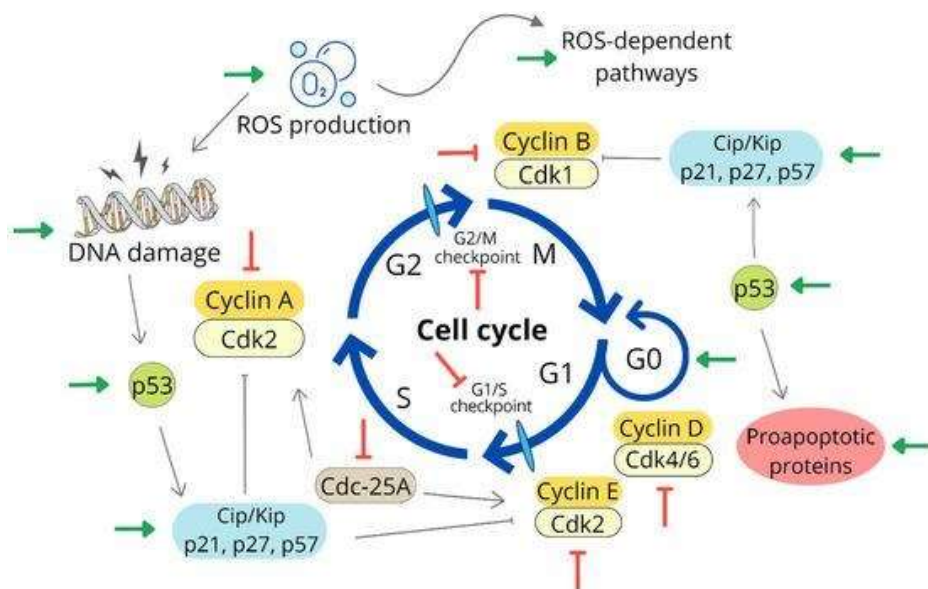 O₂
ROS production
ROS-dependent
pathways
Cyclin B
Cdk1
Cip/Kip
p21, p27, p57
DNA damage
G2/M
checkpoint
G2
M
Cyclin A
Cdk2
p53
Cell cycle
G0
p53
G1
S
G1/S
checkpoint
Cyclin D
Cdk4/6
Proapoptotic
proteins
Cdc-25A
Cyclin E
Cdk2
Cip/Kip
p21, p27, p57